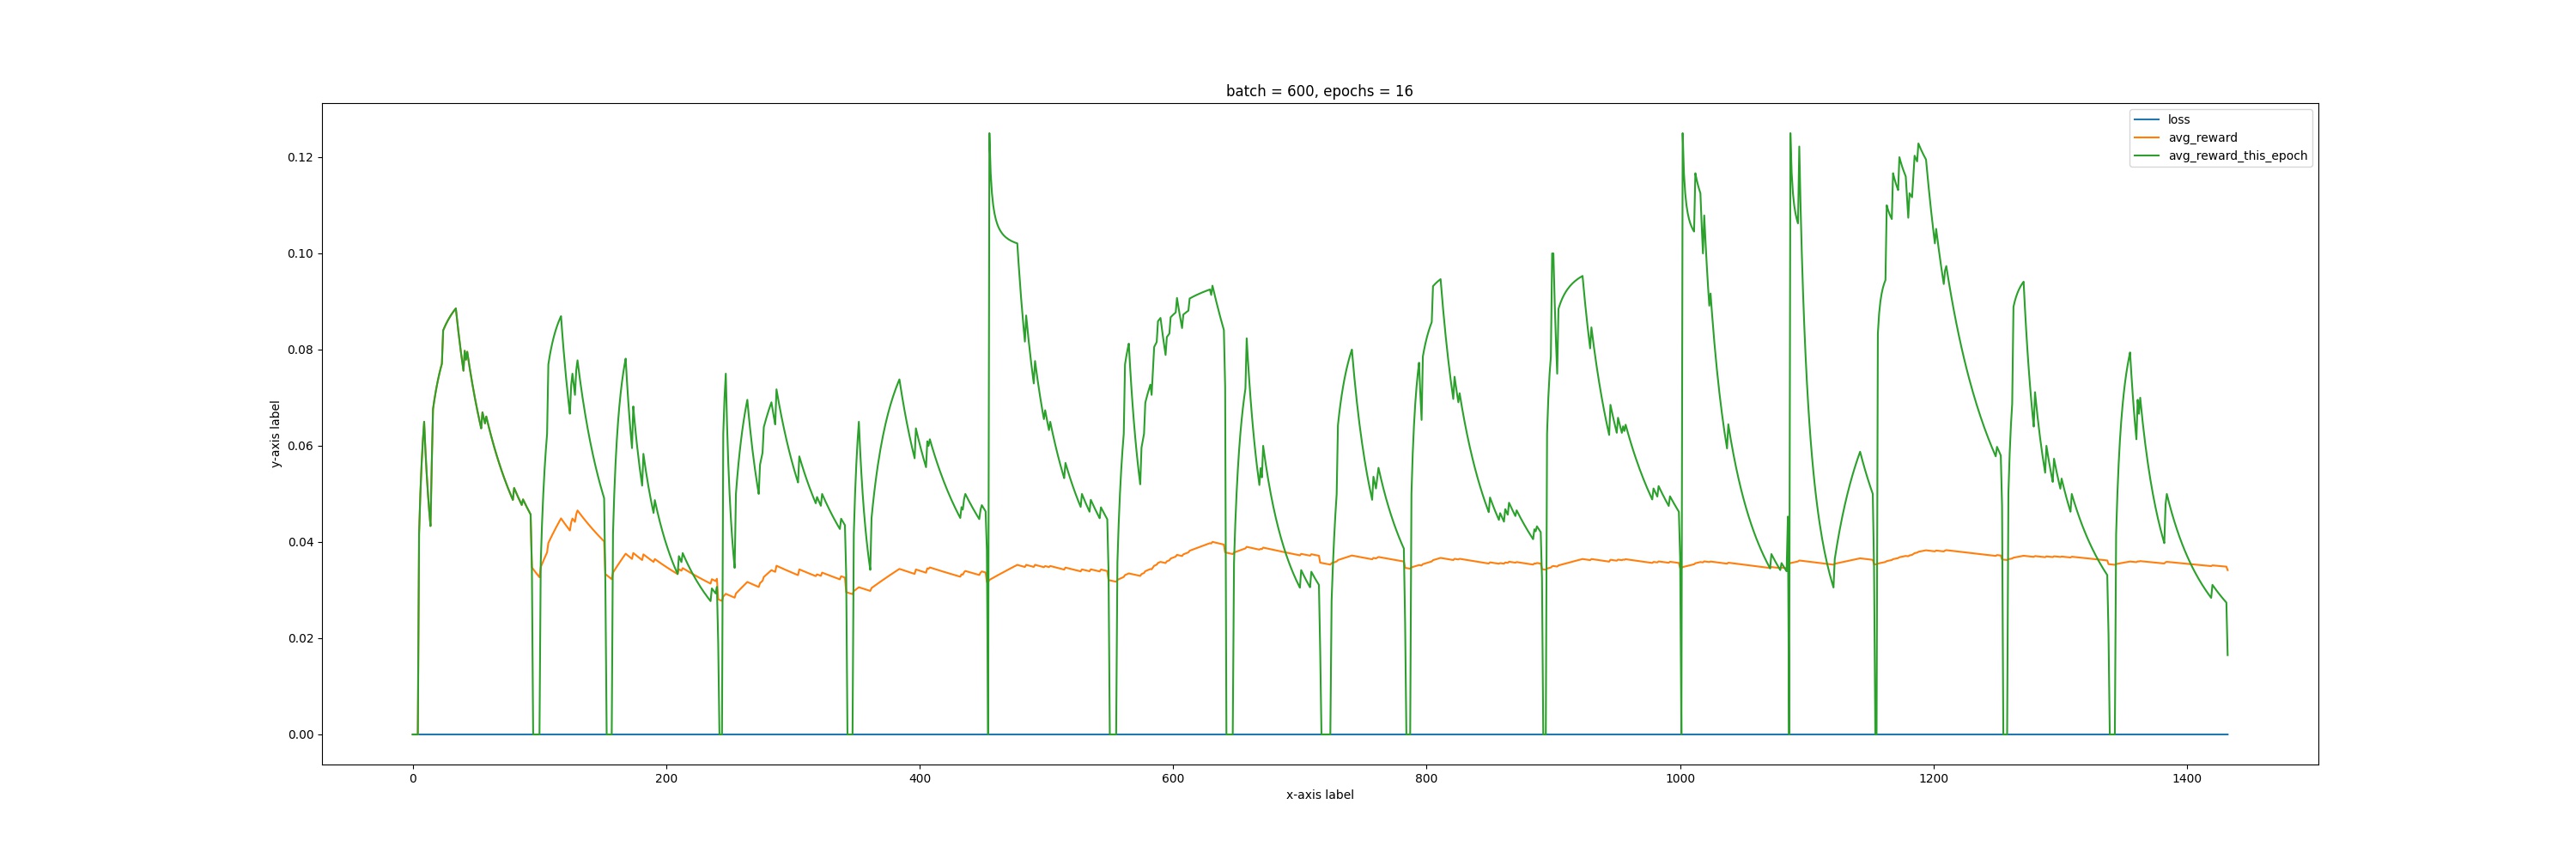 batch = 600, epochs = 16
loss
avg_reward
avg_reward_this_epoch
y-axis label
0.12
0.10
0.08
0.06
0.04
0.02
0.00
0 200 400 600 800 1000 1200 1400
x-axis label